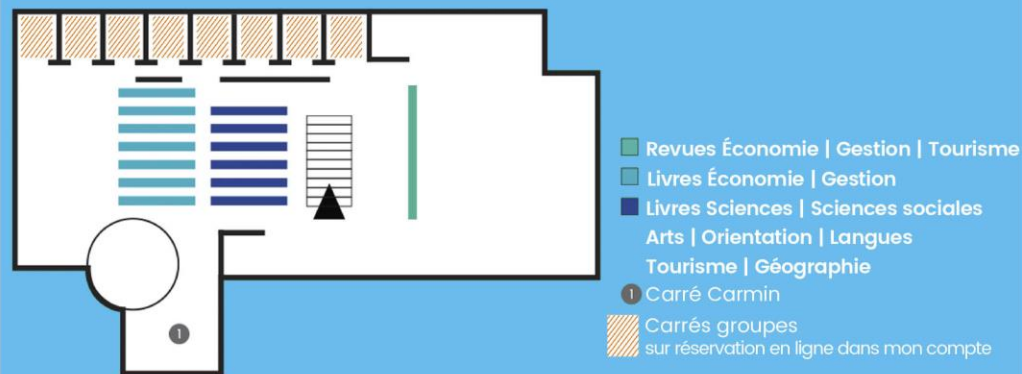 Revues Économie | Gestion | Tourisme
Livres Économie | Gestion
Livres Sciences | Sciences sociales
Arts | Orientation | Langues
Tourisme | Géographie
1 Carré Carmin
Carrés groupes
sur réservation en ligne dans mon compte
1